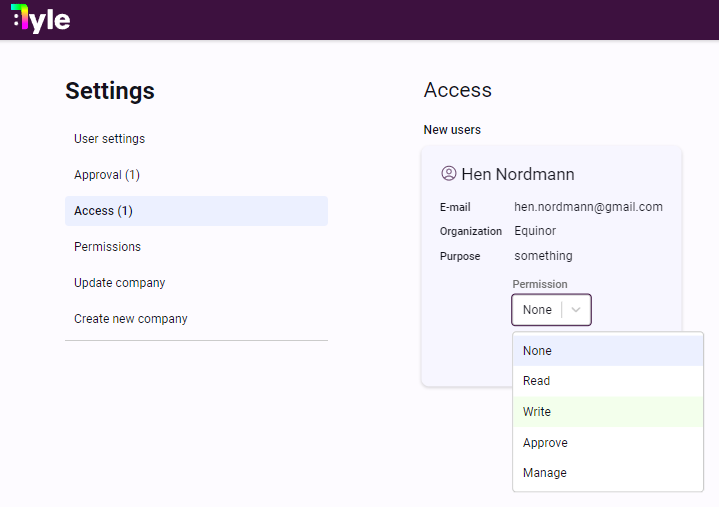 :Tyle
Settings
User settings
Approval (1)
Access (1)
Permissions
Update company
Create new company
Access
New users
Hen Nordmann
E-mail hen.nordmann@gmail.com
Organization Equinor
Purpose something
Permission
None
None
Read
Write
Approve
Manage